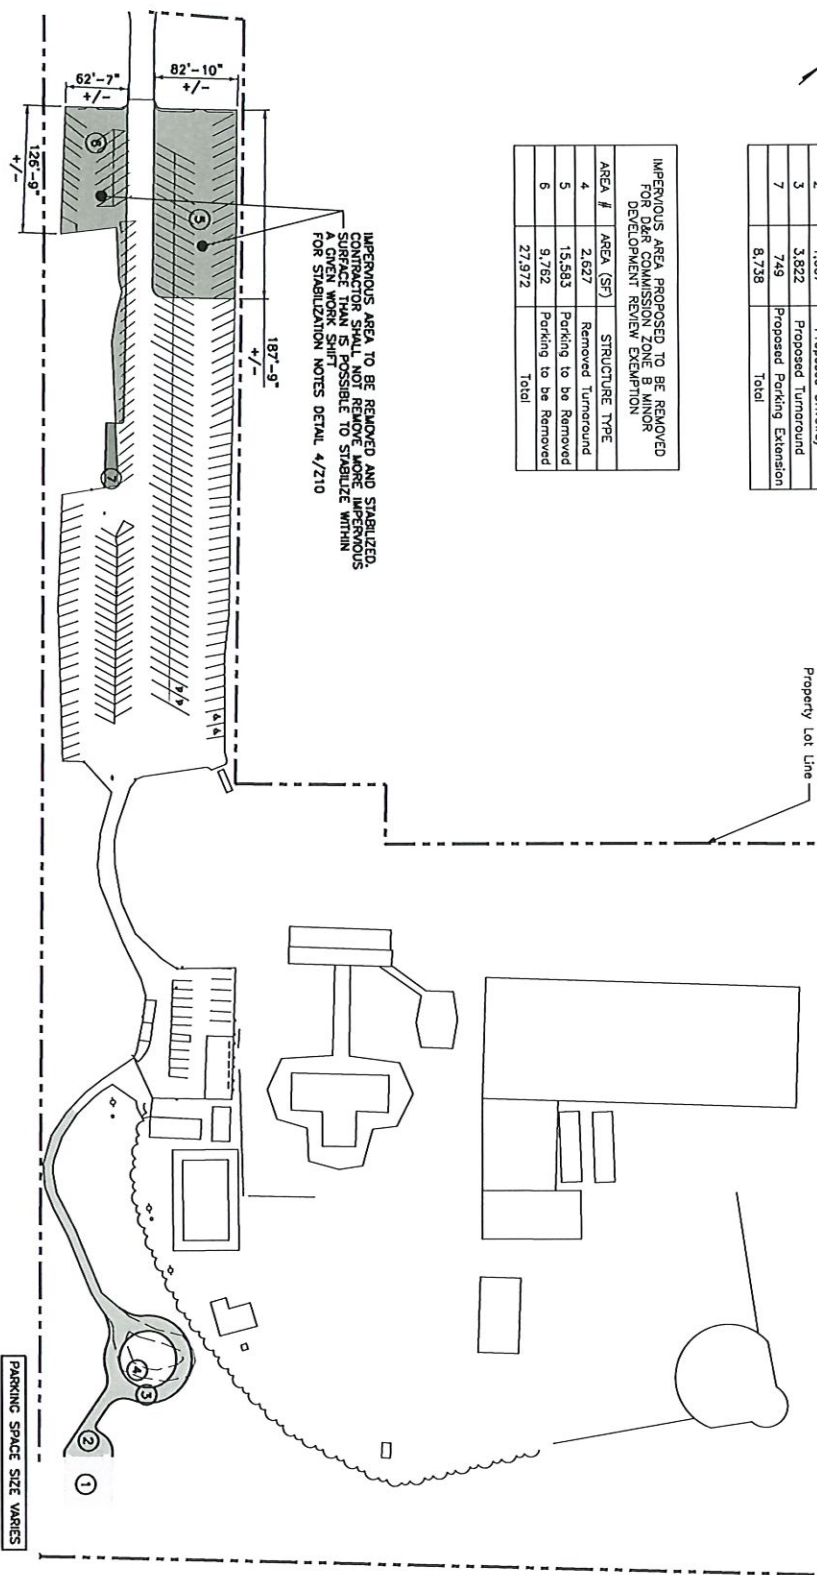 3 3,822 Proposed Turnaround
7 749 Proposed Parking Extension
8,738 Total
IMPERVIOUS AREA PROPOSED TO BE REMOVED
FOR D&R COMMISSION ZONE B MINOR
DEVELOPMENT REVIEW EXEMPTION
AREA # AREA (SF) STRUCTURE TYPE
4 2,627 Removed Turnaround
5 15,583 Parking to be Removed
6 9,762 Parking to be Removed
27,972 Total
Property Lot Line
82'-10"
+/-
62'-7"
+/-
187'-9"
+/-
126'-9"
+/-
IMPERVIOUS AREA TO BE REMOVED AND STABILIZED.
CONTRACTOR SHALL NOT REMOVE MORE IMPERVIOUS
SURFACE THAN IS POSSIBLE TO STABILIZE WITHIN
A GIVEN WORK SHIFT
FOR STABILIZATION NOTES DETAIL 4/Z10
5
6
7
4
3
2
1
PARKING SPACE SIZE VARIES